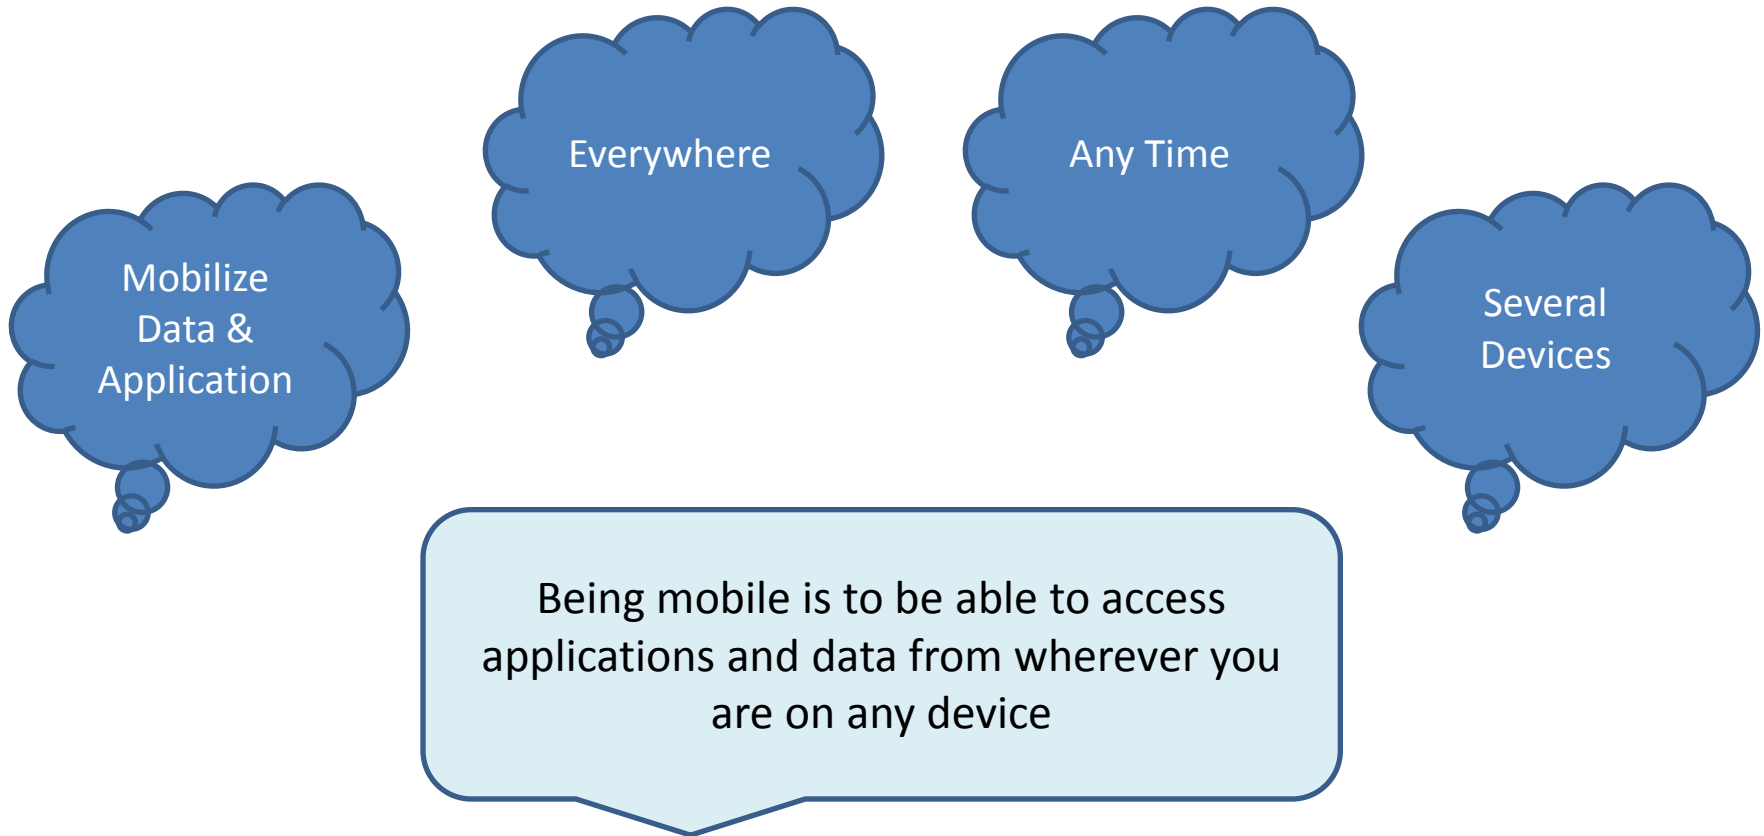 Everywhere
Any Time
Mobilize
Data &
Application
Several
Devices
Being mobile is to be able to access
applications and data from wherever you
are on any device